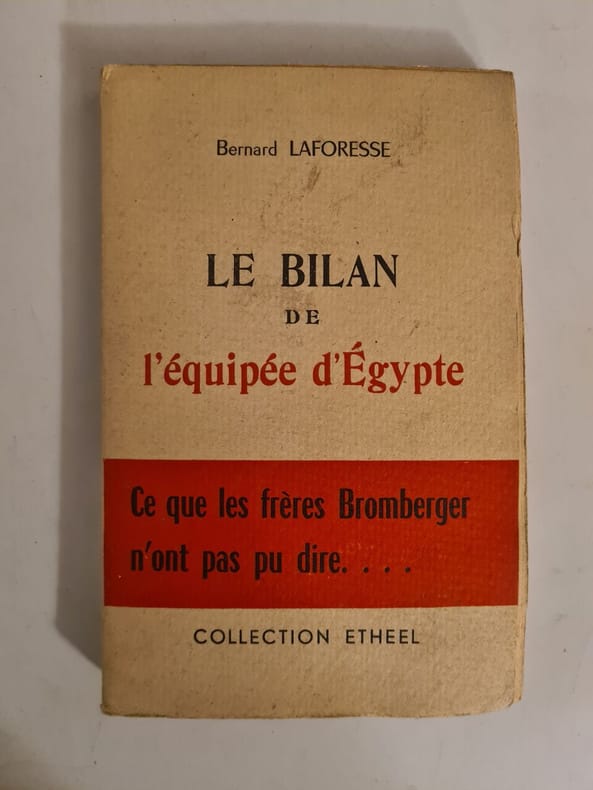 Bernard LAFORESSE
LE BILAN
DE
l'équipée d'Égypte
Ce que les frères Bromberger
n'ont pas pu dire. . . .
COLLECTION ETHEEL